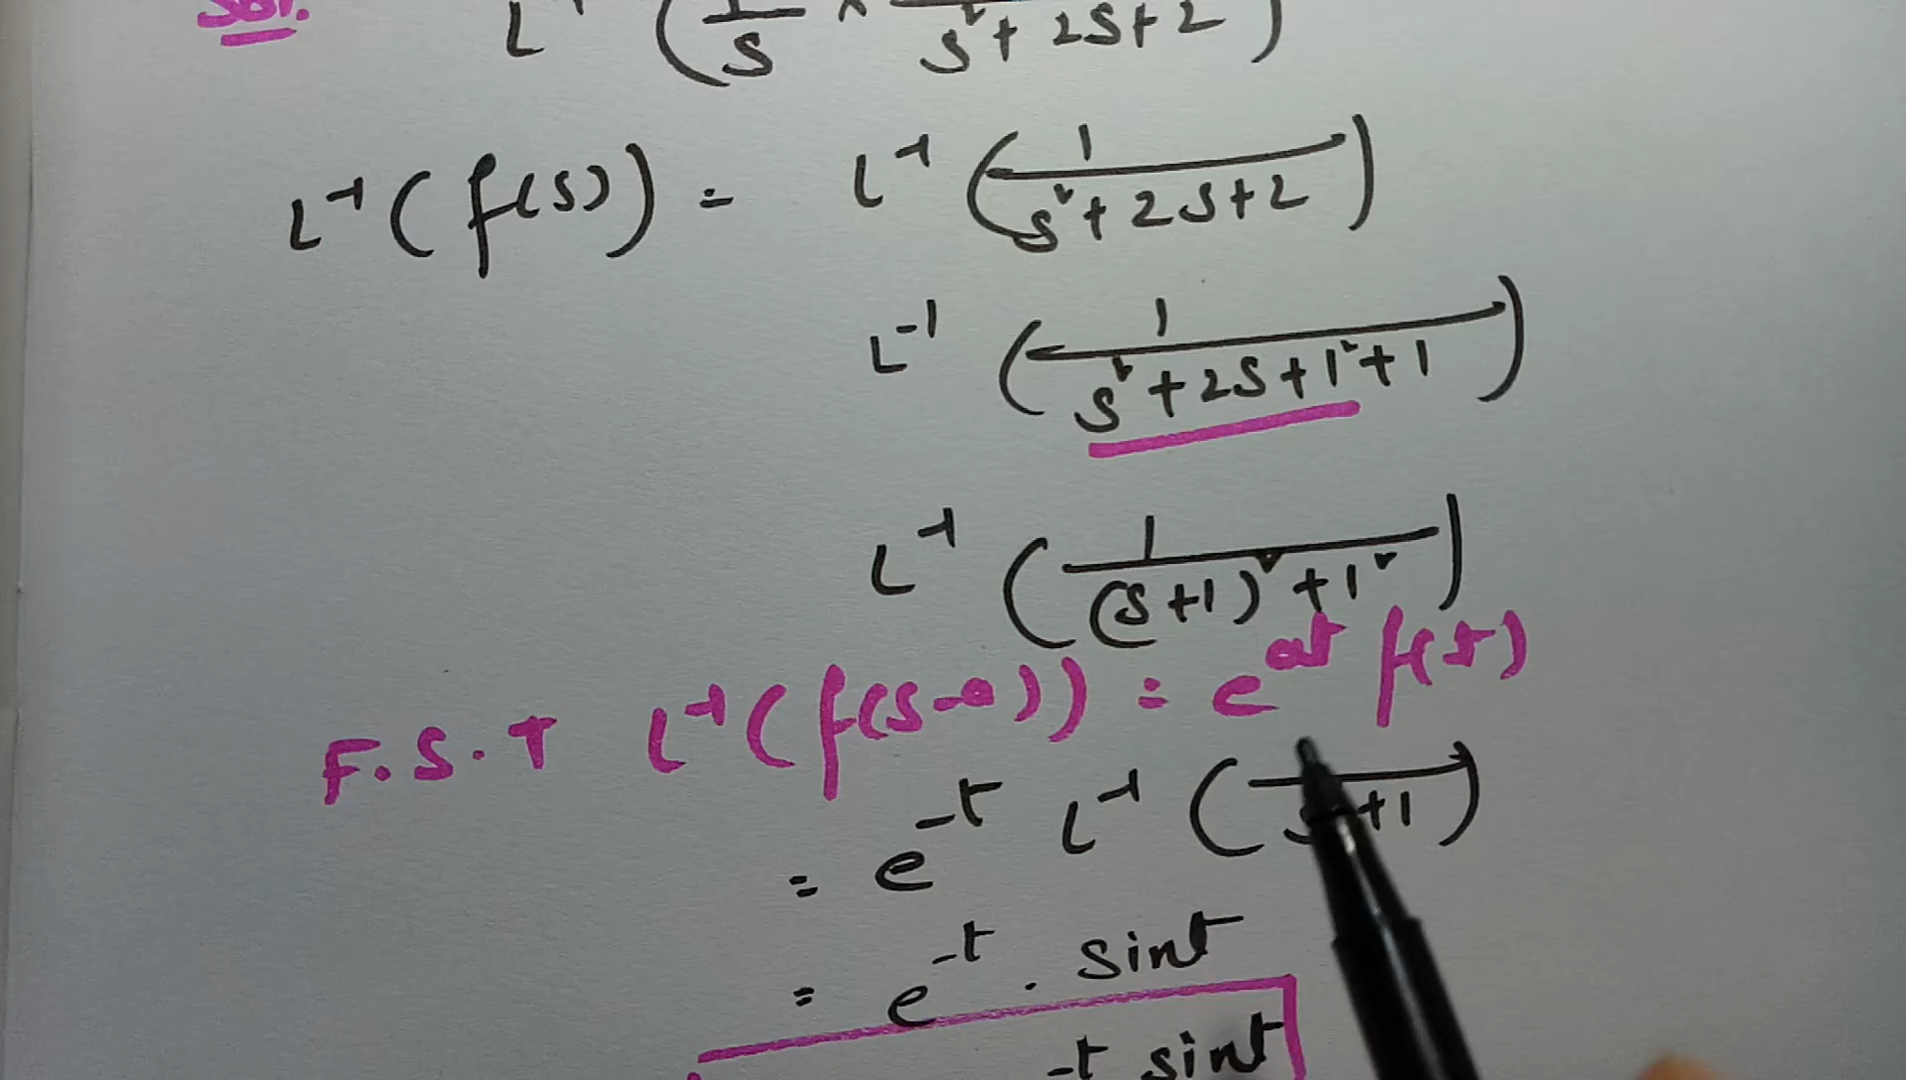 Sol.
L⁻¹ (1/S × 1/(S²+2S+2))
L⁻¹ (f(s)) = L⁻¹ (1/(S²+2S+2))
L⁻¹ (1/(S²+2S+1²+1))
L⁻¹ (1/((S+1)²+1²))
F.S.T L⁻¹(f(s-a)) = e^at f(t)
= e^-t L⁻¹ ( +1)
= e^-t . sint
-t sint